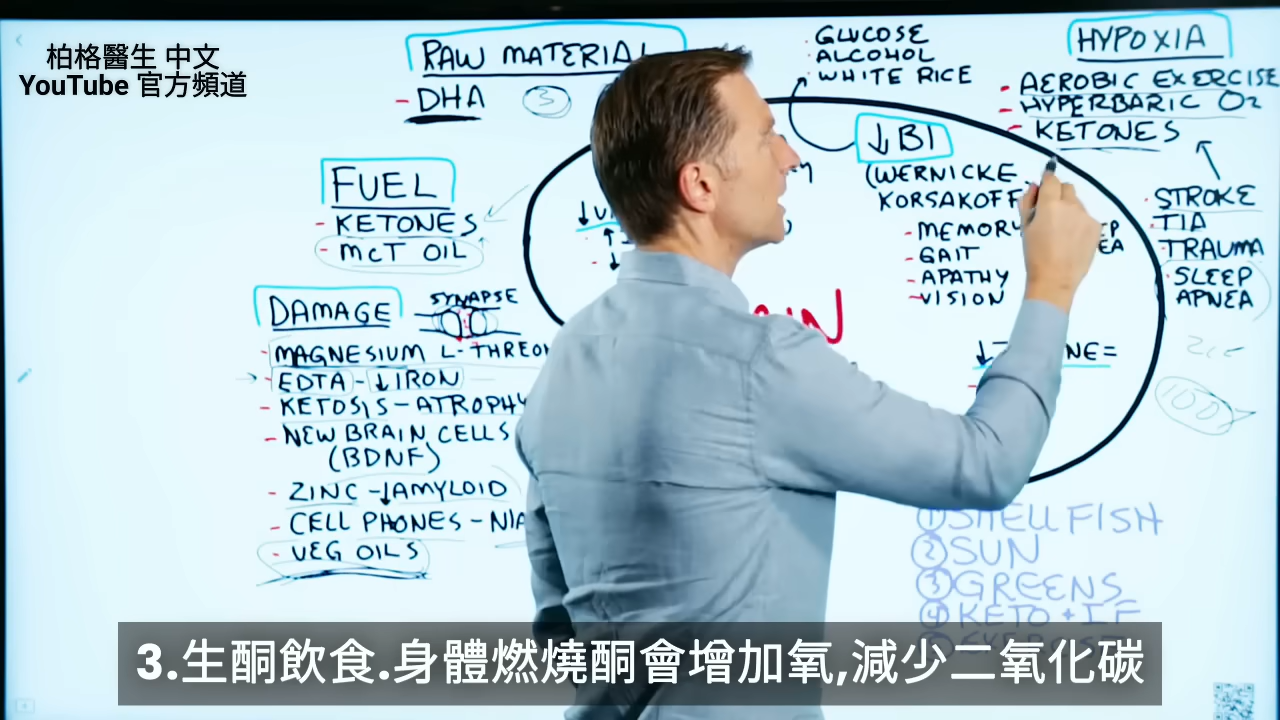 柏格醫生 中文
YouTube 官方頻道
RAW MATERIAL
- DHA
3
GLUCOSE
ALCOHOL
WHITE RICE
HYPOXIA
- AEROBIC EXERCISE
- HYPERBARIC O2
- KETONES
STROKE
TIA
TRAUMA
SLEEP
APNEA
FUEL
- KETONES
- MCT OIL
↓B1
(WERNICKE
KORSAKOFF
- MEMORY
- GAIT
- APATHY
- VISION
DAMAGE
SYNAPSE
- MAGNESIUM L-THREON
- EDTA - ↓IRON
- KETOSIS - ATROPHY
- NEW BRAIN CELLS
(BDNF)
- ZINC - ↓AMYLOID
- CELL PHONES -
- VEG OILS
100%
① SHELLFISH
② SUN
③ GREENS
④ KETO + IF
3.生酮飲食.身體燃燒酮會增加氧,減少二氧化碳